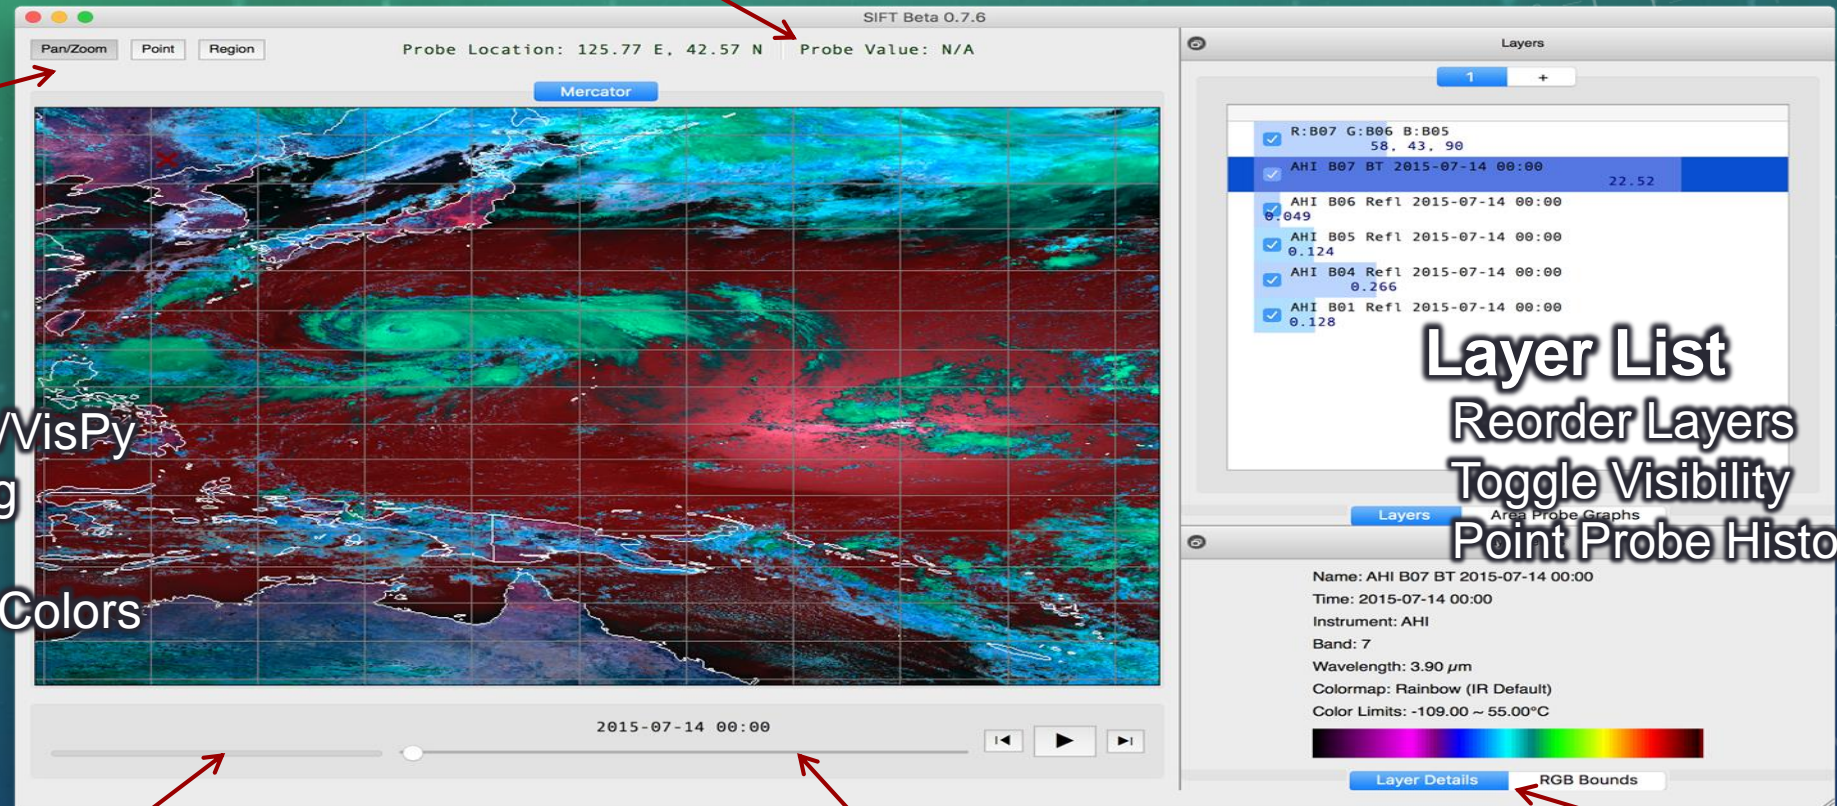 SIFT Beta 0.7.6
Pan/Zoom Point Region
Probe Location: 125.77 E, 42.57 N Probe Value: N/A
Mercator
Layers
1 +
R:B07 G:B06 B:B05
58, 43, 90
AHI B07 BT 2015-07-14 00:00
22.52
AHI B06 Refl 2015-07-14 00:00
0.049
AHI B05 Refl 2015-07-14 00:00
0.124
AHI B04 Refl 2015-07-14 00:00
0.266
AHI B01 Refl 2015-07-14 00:00
0.128
Layer List
Reorder Layers
Toggle Visibility
Point Probe Histo
Layers Area Probe Graphs
/VisPy
g
Colors
Name: AHI B07 BT 2015-07-14 00:00
Time: 2015-07-14 00:00
Instrument: AHI
Band: 7
Wavelength: 3.90 µm
Colormap: Rainbow (IR Default)
Color Limits: -109.00 ~ 55.00°C
Layer Details RGB Bounds
2015-07-14 00:00